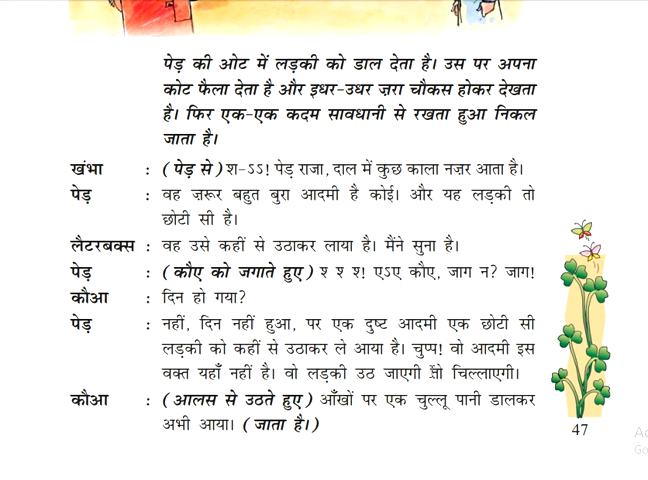 पेड़ की ओट में लड़की को डाल देता है। उस पर अपना
कोट फैला देता है और इधर-उधर ज़रा चौकस होकर देखता
है। फिर एक-एक कदम सावधानी से रखता हुआ निकल
जाता है।
खंभा : (पेड़ से) श-ऽऽ! पेड़ राजा, दाल में कुछ काला नज़र आता है।
पेड़ : वह ज़रूर बहुत बुरा आदमी है कोई। और यह लड़की तो
छोटी सी है।
लैटरबक्स : वह उसे कहीं से उठाकर लाया है। मैंने सुना है।
पेड़ : (कौए को जगाते हुए) श श श! एऽए कौए, जाग न? जाग!
कौआ : दिन हो गया?
पेड़ : नहीं, दिन नहीं हुआ, पर एक दुष्ट आदमी एक छोटी सी
लड़की को कहीं से उठाकर ले आया है। चुप्प! वो आदमी इस
वक्त यहाँ नहीं है। वो लड़की उठ जाएगी तो चिल्लाएगी।
कौआ : (आलस से उठते हुए) आँखों पर एक चुल्लू पानी डालकर
अभी आया। (जाता है।)
47